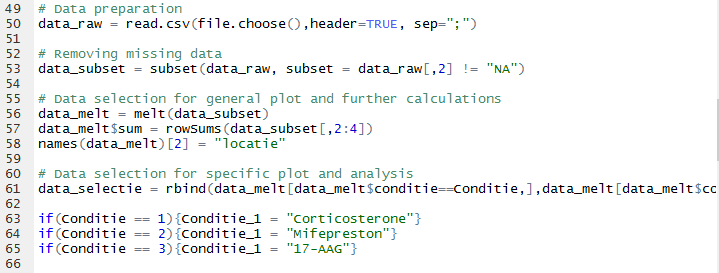 49 # Data preparation
50 data_raw = read.csv(file.choose(),header=TRUE, sep=";")
51
52 # Removing missing data
53 data_subset = subset(data_raw, subset = data_raw[,2] != "NA")
54
55 # Data selection for general plot and further calculations
56 data_melt = melt(data_subset)
57 data_melt$sum = rowSums(data_subset[,2:4])
58 names(data_melt)[2] = "locatie"
59
60 # Data selection for specific plot and analysis
61 data_selectie = rbind(data_melt[data_melt$conditie==Conditie,],data_melt[data_melt$co
62
63 if(Conditie == 1){Conditie_1 = "Corticosterone"}
64 if(Conditie == 2){Conditie_1 = "Mifepreston"}
65 if(Conditie == 3){Conditie_1 = "17-AAG"}
66